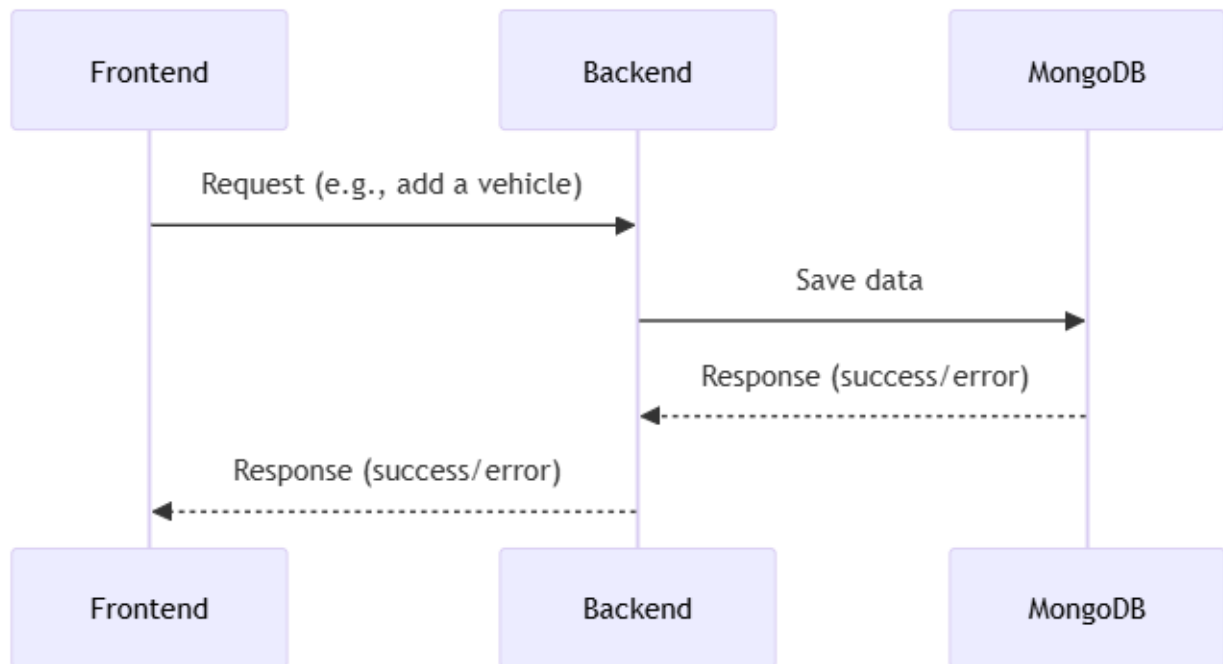 Frontend
Backend
MongoDB
Request (e.g., add a vehicle)
Save data
Response (success/error)
Response (success/error)
Frontend
Backend
MongoDB